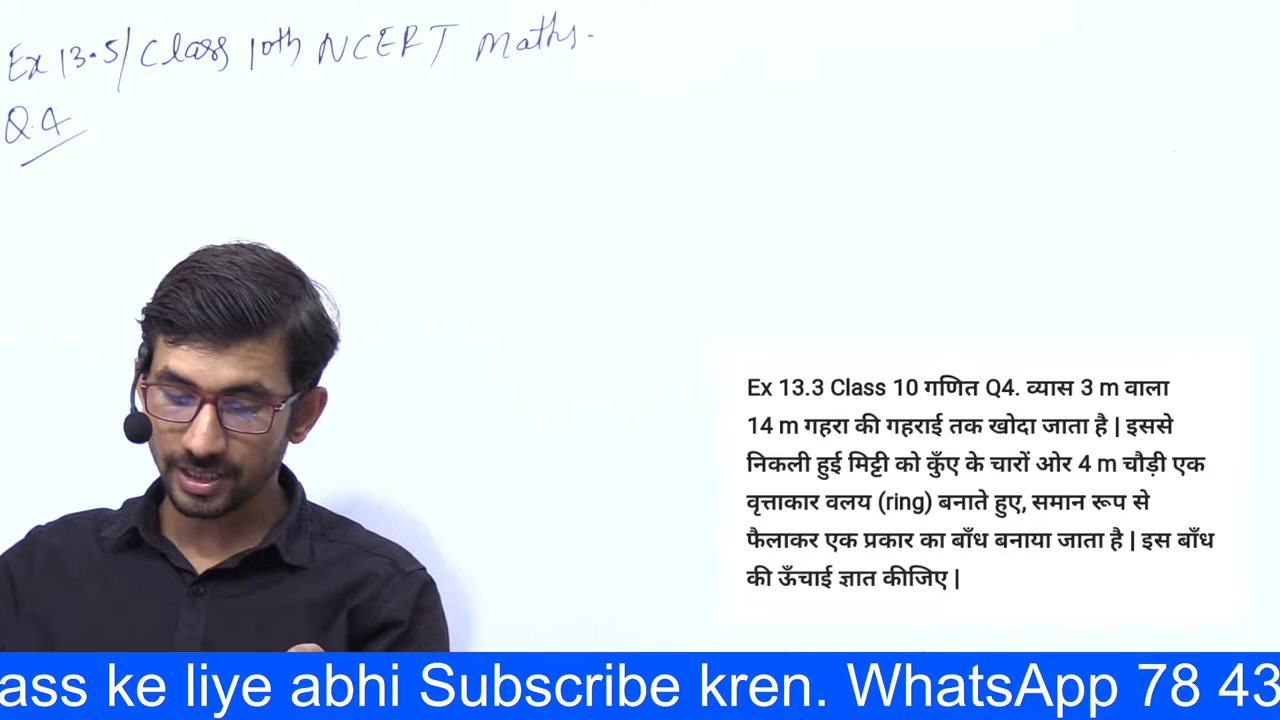 Ex 13.5/ Class 10th NCERT Maths.
Q.4
Ex 13.3 Class 10 गणित Q4. व्यास 3 m वाला
14 m गहरा की गहराई तक खोदा जाता है | इससे
निकली हुई मिट्टी को कुँए के चारों ओर 4 m चौड़ी एक
वृत्ताकार वलय (ring) बनाते हुए, समान रूप से
फैलाकर एक प्रकार का बाँध बनाया जाता है | इस बाँध
की ऊँचाई ज्ञात कीजिए |
ass ke liye abhi Subscribe kren. WhatsApp 78 43